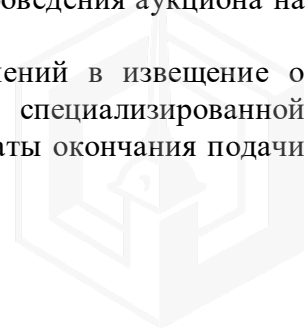 оведения аукциона на
ений в извещение о
специализированной
аты окончания подачи